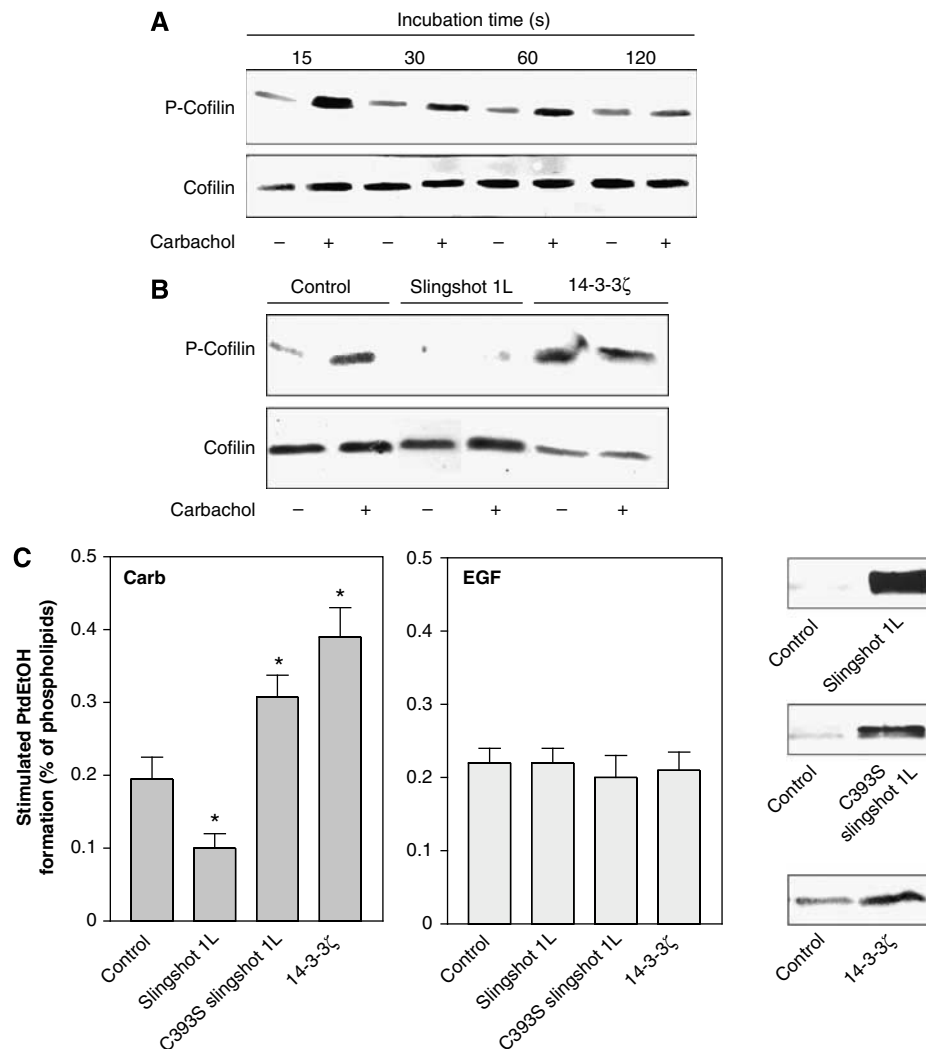 A
Incubation time (s)
15 30 60 120
P-Cofilin
Cofilin
Carbachol – + – + – + – +
B
Control Slingshot 1L 14-3-3ζ
P-Cofilin
Cofilin
Carbachol – + – + – +
C
Stimulated PtdEtOH
formation (% of phospholipids)
0.5
0.4
0.3
0.2
0.1
0
Carb
*
*
*
Control
Slingshot 1L
C393S slingshot 1L
14-3-3ζ
0.5
0.4
0.3
0.2
0.1
0
EGF
Control
Slingshot 1L
C393S slingshot 1L
14-3-3ζ
Control
Slingshot 1L
Control
C393S
slingshot 1L
Control
14-3-3ζ